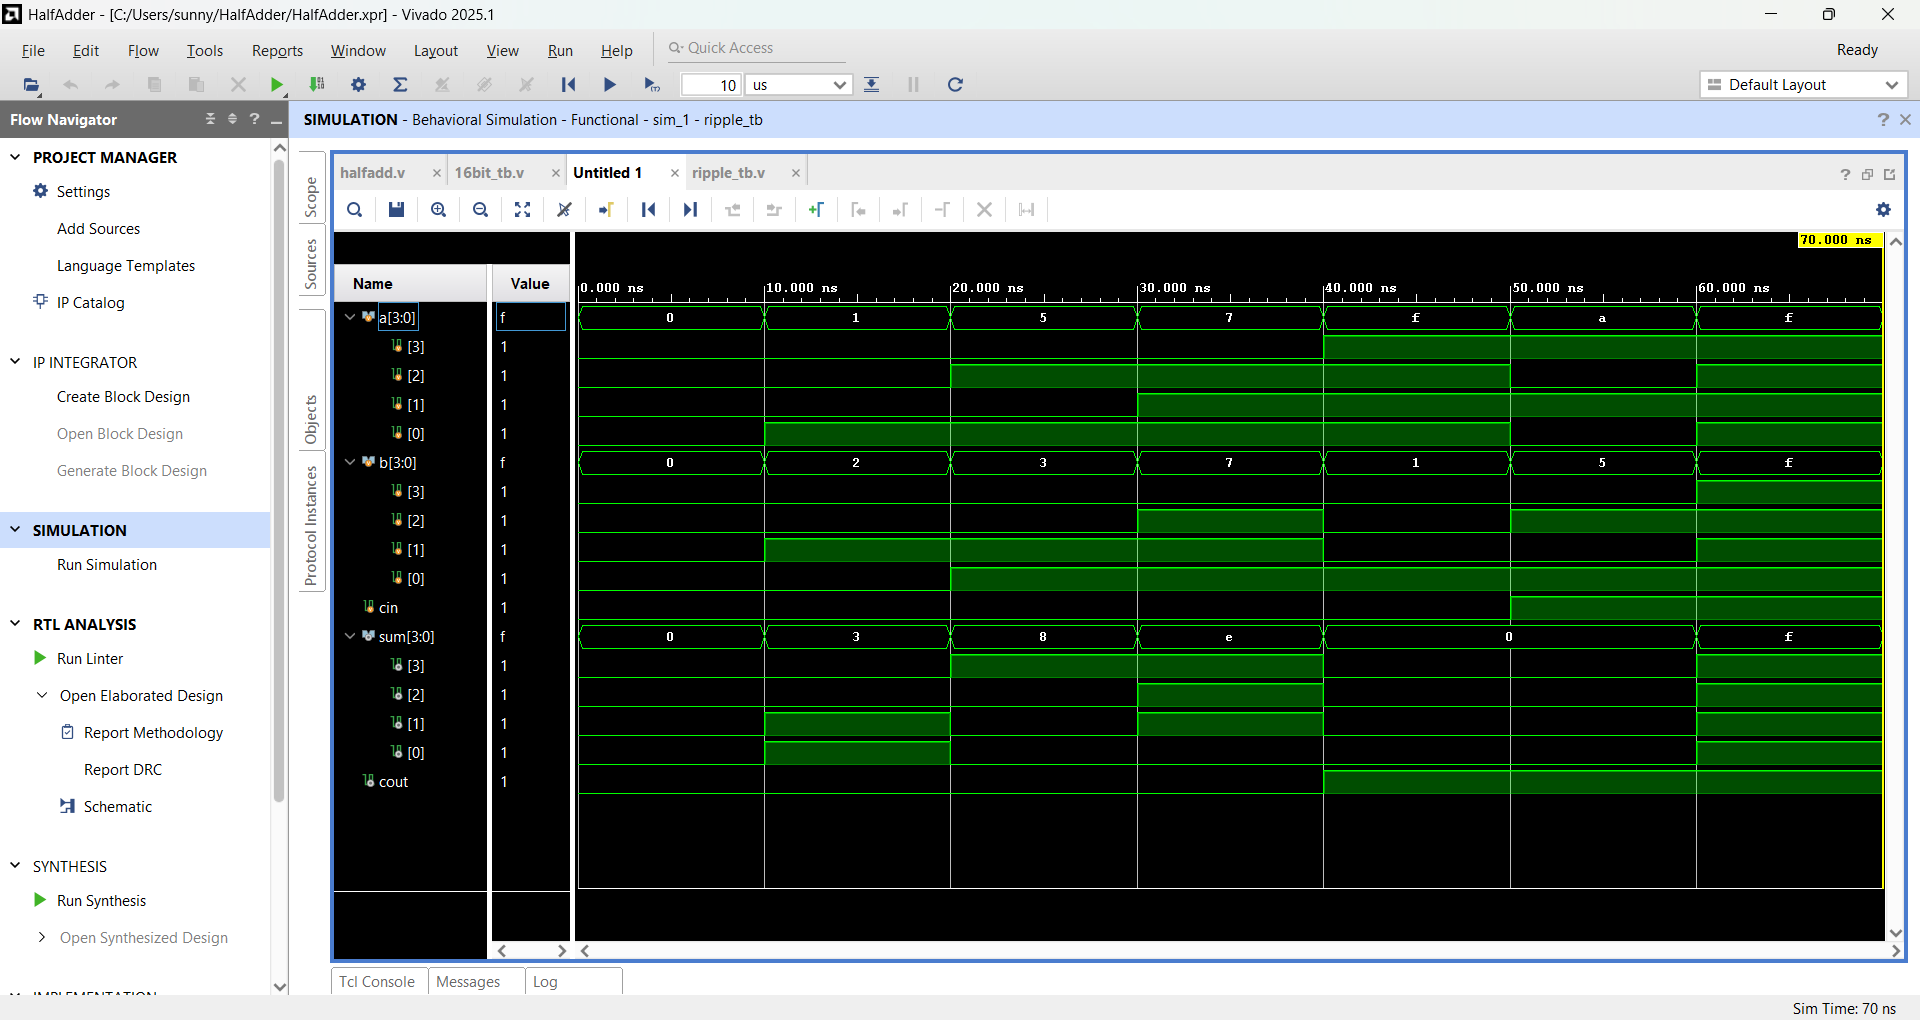 HalfAdder - [C:/Users/sunny/HalfAdder/HalfAdder.xpr] - Vivado 2025.1
File Edit Flow Tools Reports Window Layout View Run Help Quick Access Ready
10 us Default Layout
Flow Navigator
PROJECT MANAGER
Settings
Add Sources
Language Templates
IP Catalog
IP INTEGRATOR
Create Block Design
Open Block Design
Generate Block Design
SIMULATION
Run Simulation
RTL ANALYSIS
Run Linter
Open Elaborated Design
Report Methodology
Report DRC
Schematic
SYNTHESIS
Run Synthesis
Open Synthesized Design
IMPLEMENTATION
SIMULATION - Behavioral Simulation - Functional - sim_1 - ripple_tb
Scope
Sources
Objects
Protocol Instances
halfadd.v 16bit_tb.v Untitled 1 ripple_tb.v
70.000 ns
Name Value 0.000 ns 10.000 ns 20.000 ns 30.000 ns 40.000 ns 50.000 ns 60.000 ns
a[3:0] f 0 1 5 7 f a f
[3] 1
[2] 1
[1] 1
[0] 1
b[3:0] f 0 2 3 7 1 5 f
[3] 1
[2] 1
[1] 1
[0] 1
cin 1
sum[3:0] f 0 3 8 e 0 f
[3] 1
[2] 1
[1] 1
[0] 1
cout 1
Tcl Console Messages Log
Sim Time: 70 ns